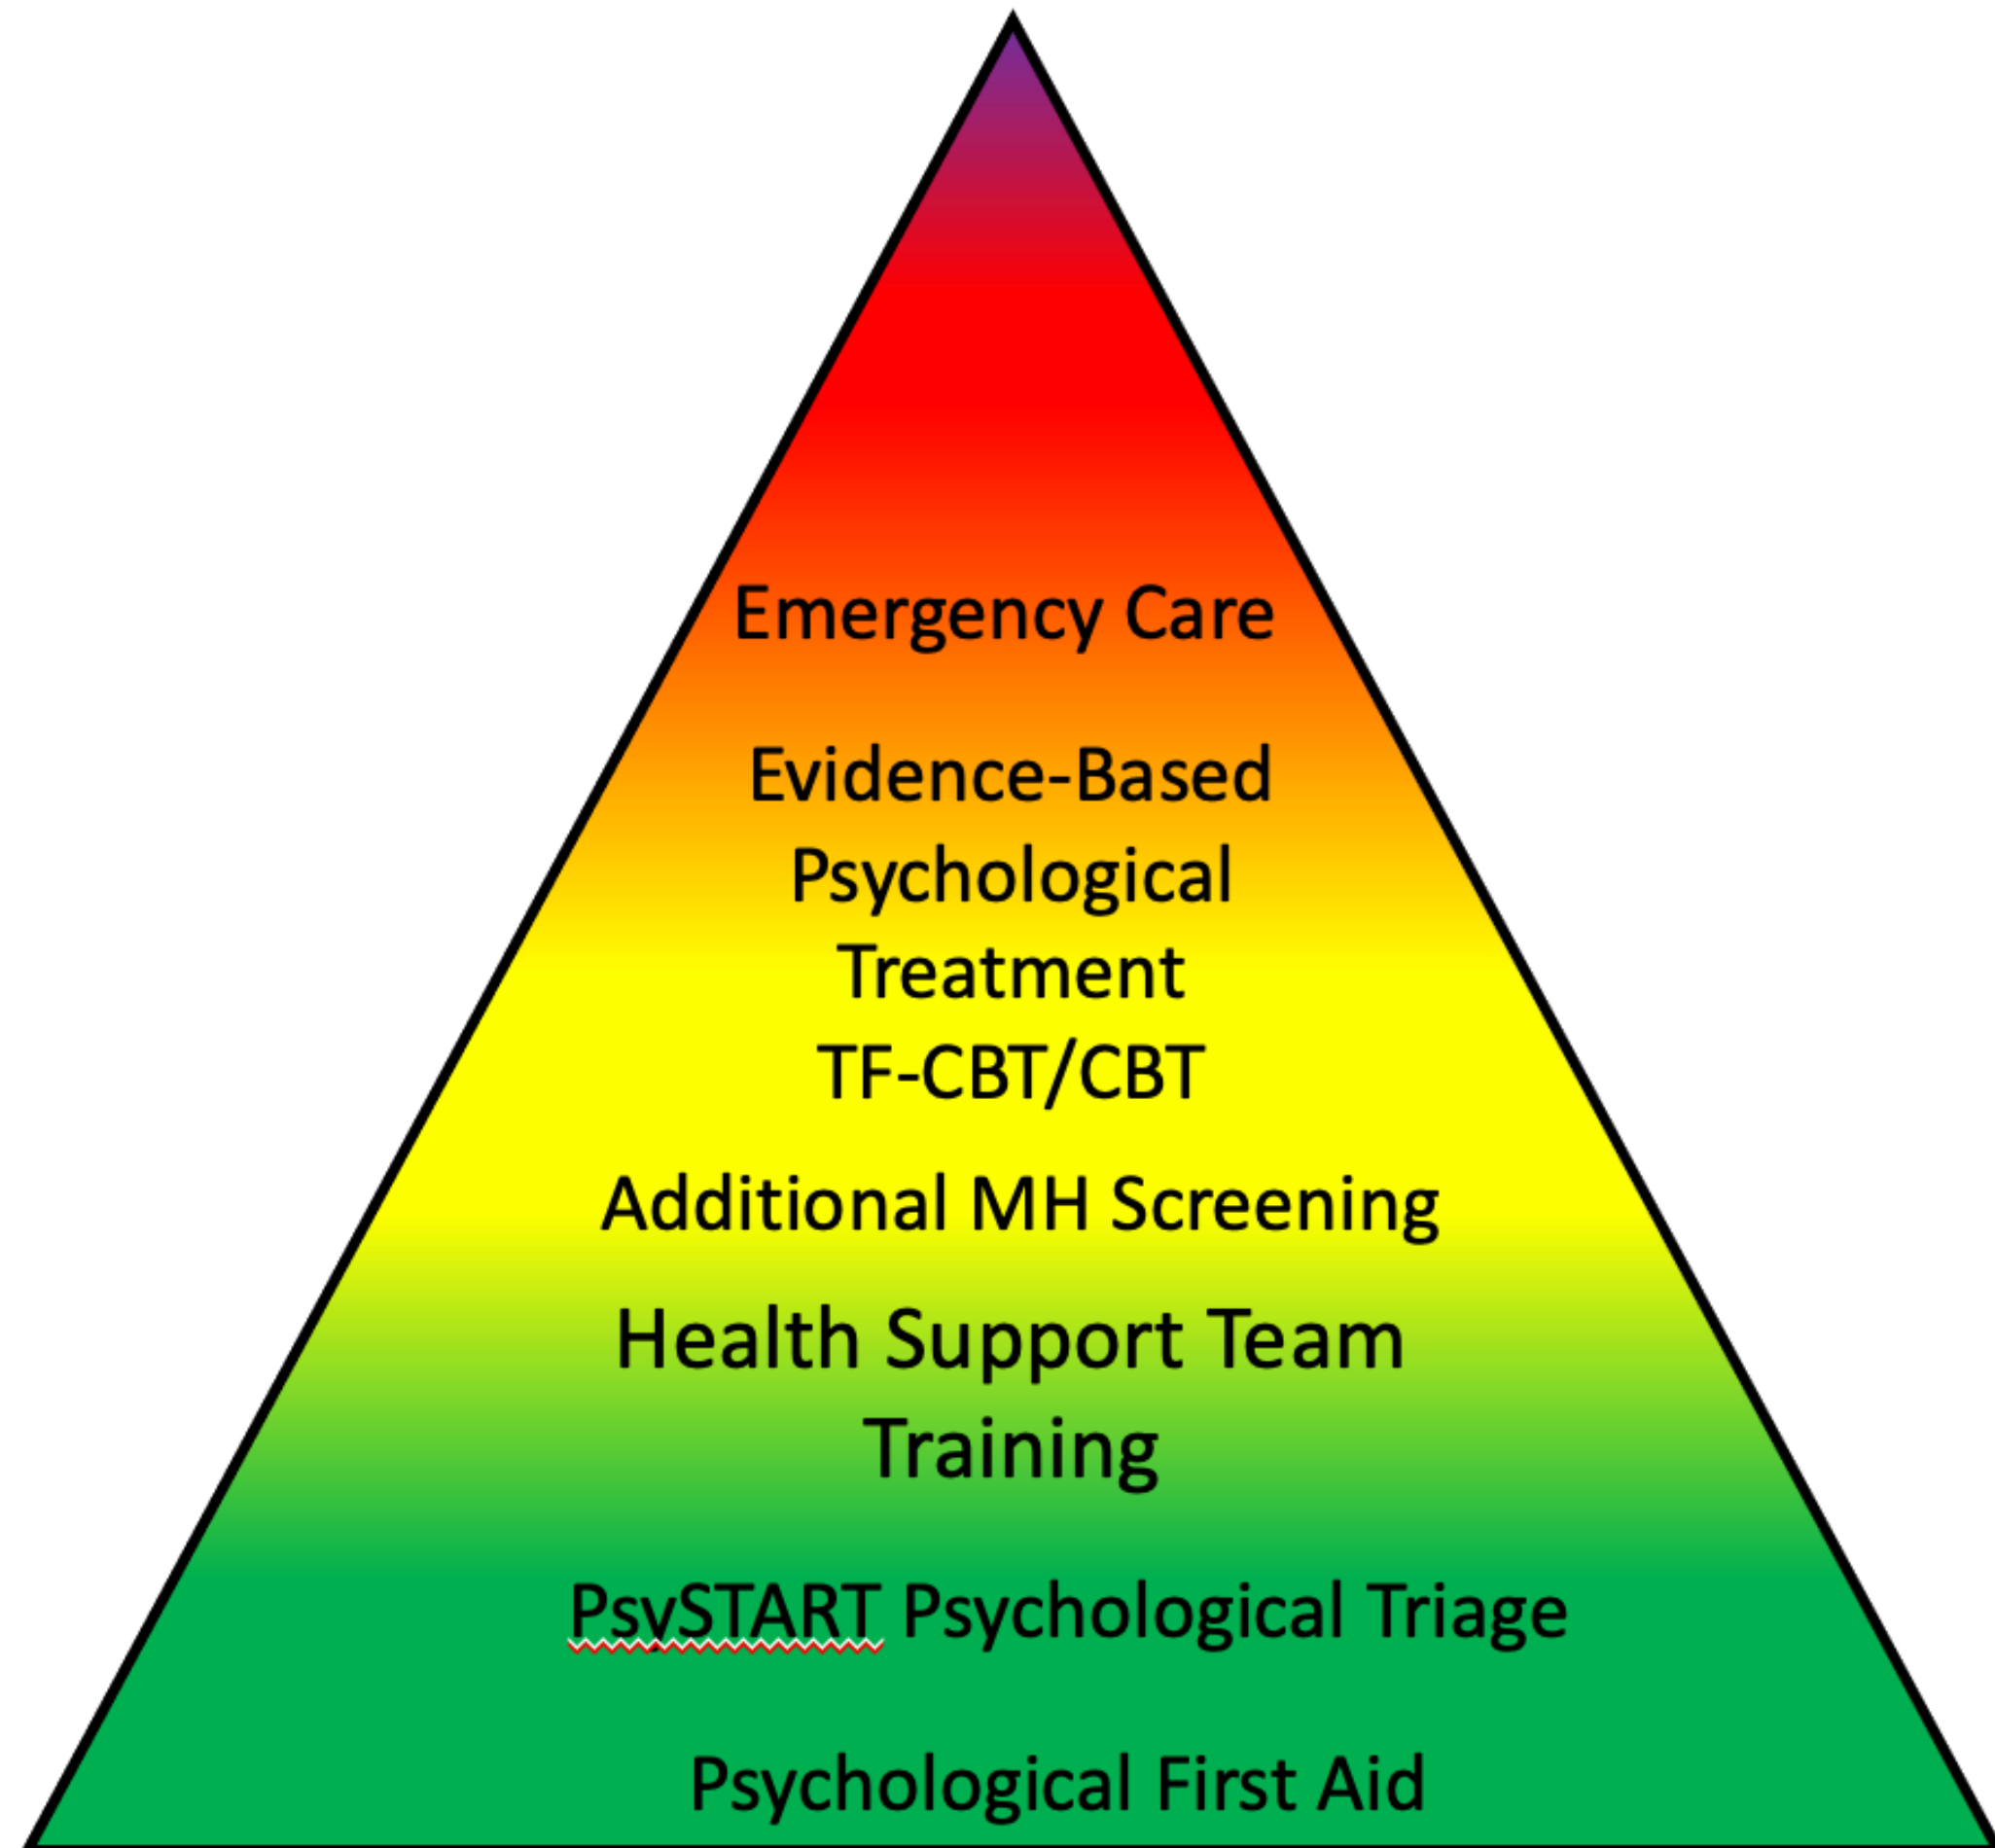 Emergency Care
Evidence-Based
Psychological
Treatment
TF-CBT/CBT
Additional MH Screening
Health Support Team
Training
PsySTART Psychological Triage
Psychological First Aid